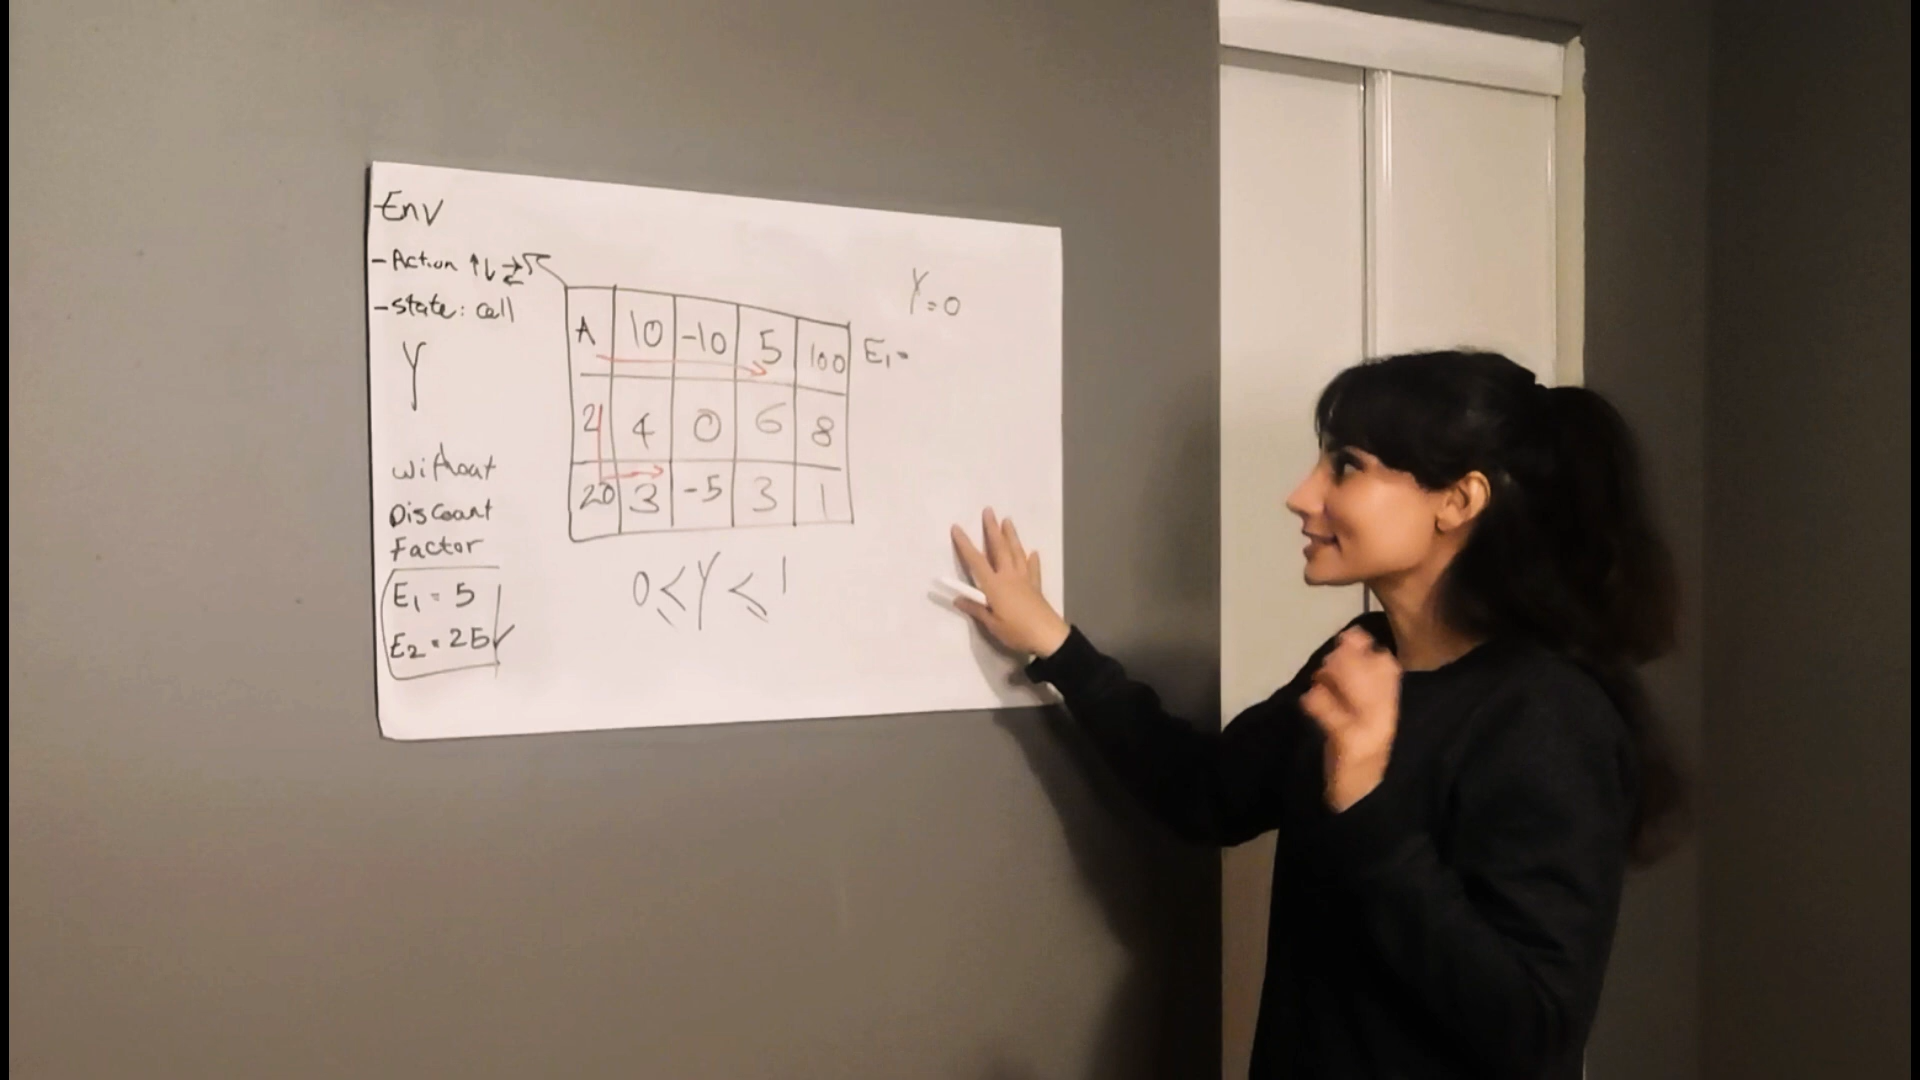 Env
- Action ↑↓→←
- state: cell
γ
without
Discount
Factor
E1 = 5
E2 = 25 ✓
A 10 -10 5 100
2 4 0 6 8
20 3 -5 3 1
0 ≤ γ ≤ 1
γ = 0
E1 =